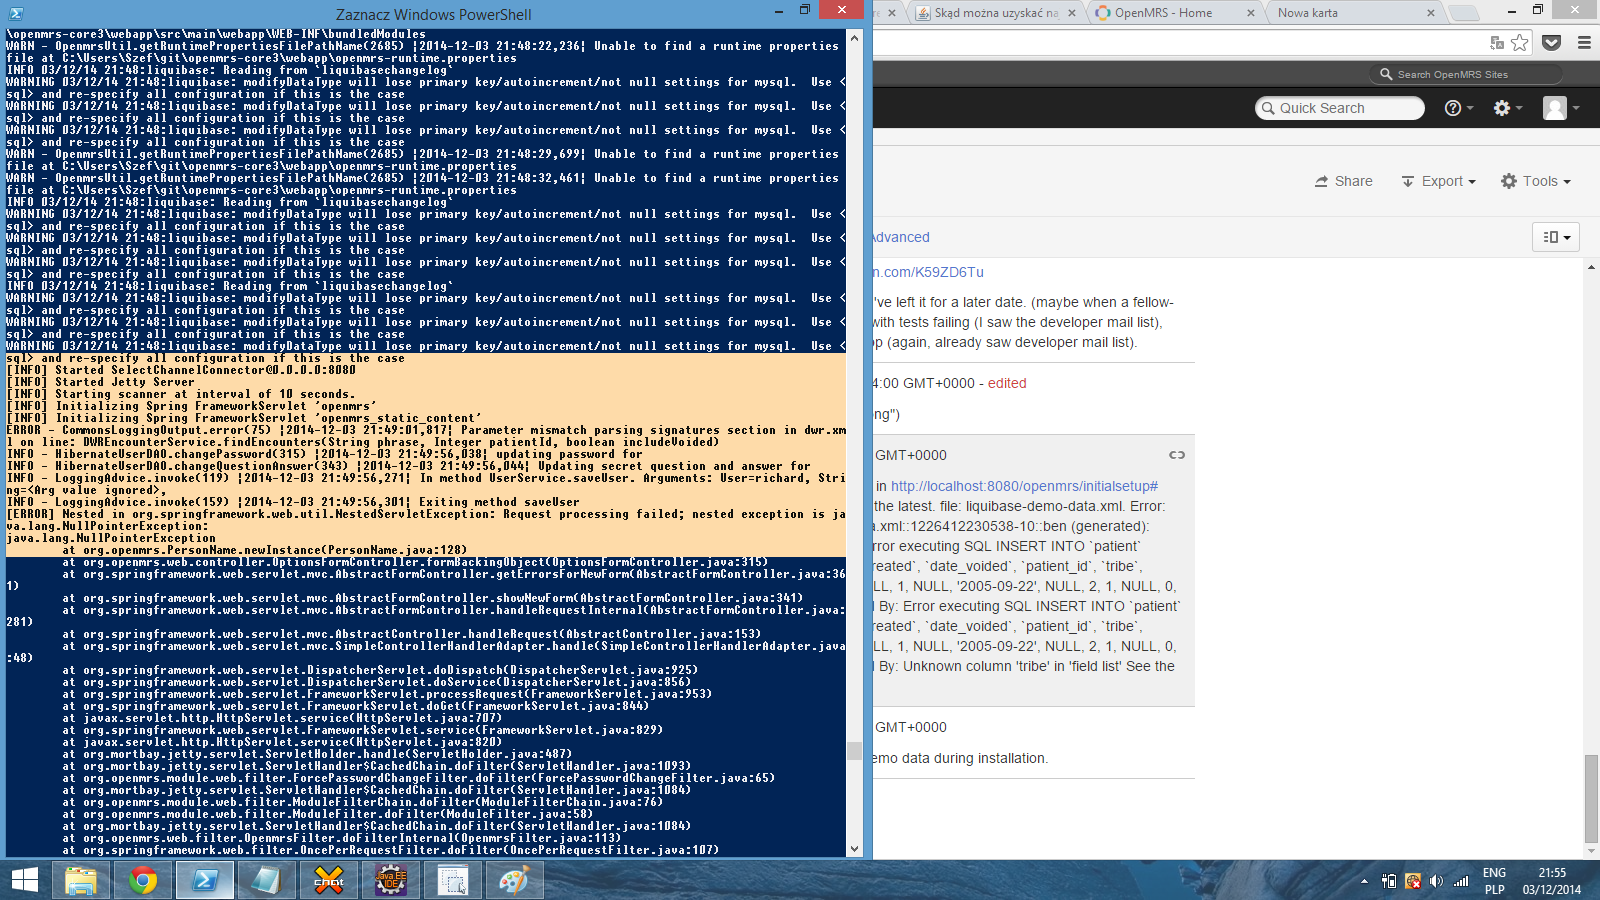 Zaznacz Windows PowerShell
\openmrs-core3\webapp\src\main\webapp\WEB-INF\bundledModules
WARN - OpenmrsUtil.getRuntimePropertiesFilePathName(2685) |2014-12-03 21:48:22,236| Unable to find a runtime properties
file at C:\Users\Szef\git\openmrs-core3\webapp\openmrs-runtime.properties
INFO 03/12/14 21:48:liquibase: Reading from `liquibasechangelog`
WARNING 03/12/14 21:48:liquibase: modifyDataType will lose primary key/autoincrement/not null settings for mysql.  Use <
sql> and re-specify all configuration if this is the case
WARNING 03/12/14 21:48:liquibase: modifyDataType will lose primary key/autoincrement/not null settings for mysql.  Use <
sql> and re-specify all configuration if this is the case
WARNING 03/12/14 21:48:liquibase: modifyDataType will lose primary key/autoincrement/not null settings for mysql.  Use <
sql> and re-specify all configuration if this is the case
WARN - OpenmrsUtil.getRuntimePropertiesFilePathName(2685) |2014-12-03 21:48:29,699| Unable to find a runtime properties
file at C:\Users\Szef\git\openmrs-core3\webapp\openmrs-runtime.properties
WARN - OpenmrsUtil.getRuntimePropertiesFilePathName(2685) |2014-12-03 21:48:32,461| Unable to find a runtime properties
file at C:\Users\Szef\git\openmrs-core3\webapp\openmrs-runtime.properties
INFO 03/12/14 21:48:liquibase: Reading from `liquibasechangelog`
WARNING 03/12/14 21:48:liquibase: modifyDataType will lose primary key/autoincrement/not null settings for mysql.  Use <
sql> and re-specify all configuration if this is the case
WARNING 03/12/14 21:48:liquibase: modifyDataType will lose primary key/autoincrement/not null settings for mysql.  Use <
sql> and re-specify all configuration if this is the case
WARNING 03/12/14 21:48:liquibase: modifyDataType will lose primary key/autoincrement/not null settings for mysql.  Use <
sql> and re-specify all configuration if this is the case
INFO 03/12/14 21:48:liquibase: Reading from `liquibasechangelog`
WARNING 03/12/14 21:48:liquibase: modifyDataType will lose primary key/autoincrement/not null settings for mysql.  Use <
sql> and re-specify all configuration if this is the case
WARNING 03/12/14 21:48:liquibase: modifyDataType will lose primary key/autoincrement/not null settings for mysql.  Use <
sql> and re-specify all configuration if this is the case
WARNING 03/12/14 21:48:liquibase: modifyDataType will lose primary key/autoincrement/not null settings for mysql.  Use <
sql> and re-specify all configuration if this is the case
[INFO] Started SelectChannelConnector@0.0.0.0:8080
[INFO] Started Jetty Server
[INFO] Starting scanner at interval of 10 seconds.
[INFO] Initializing Spring FrameworkServlet 'openmrs'
[INFO] Initializing Spring FrameworkServlet 'openmrs_static_content'
ERROR - CommonsLoggingOutput.error(75) |2014-12-03 21:49:01,817| Parameter mismatch parsing signatures section in dwr.xm
l on line: DWREncounterService.findEncounters(String phrase, Integer patientId, boolean includeVoided)
INFO - HibernateUserDAO.changePassword(315) |2014-12-03 21:49:56,038| updating password for
INFO - HibernateUserDAO.changeQuestionAnswer(343) |2014-12-03 21:49:56,044| Updating secret question and answer for
INFO - LoggingAdvice.invoke(119) |2014-12-03 21:49:56,271| In method UserService.saveUser. Arguments: User=richard, Stri
ng=<Arg value ignored>,
INFO - LoggingAdvice.invoke(159) |2014-12-03 21:49:56,301| Exiting method saveUser
[ERROR] Nested in org.springframework.web.util.NestedServletException: Request processing failed; nested exception is ja
va.lang.NullPointerException:
java.lang.NullPointerException
at org.openmrs.PersonName.newInstance(PersonName.java:128)
at org.openmrs.web.controller.OptionsFormController.formBackingObject(OptionsFormController.java:315)
at org.springframework.web.servlet.mvc.AbstractFormController.getErrorsForNewForm(AbstractFormController.java:36
1)
at org.springframework.web.servlet.mvc.AbstractFormController.showNewForm(AbstractFormController.java:341)
at org.springframework.web.servlet.mvc.AbstractFormController.handleRequestInternal(AbstractFormController.java:
281)
at org.springframework.web.servlet.mvc.AbstractController.handleRequest(AbstractController.java:153)
at org.springframework.web.servlet.mvc.SimpleControllerHandlerAdapter.handle(SimpleControllerHandlerAdapter.java
:48)
at org.springframework.web.servlet.DispatcherServlet.doDispatch(DispatcherServlet.java:925)
at org.springframework.web.servlet.DispatcherServlet.doService(DispatcherServlet.java:856)
at org.springframework.web.servlet.FrameworkServlet.processRequest(FrameworkServlet.java:953)
at org.springframework.web.servlet.FrameworkServlet.doGet(FrameworkServlet.java:844)
at javax.servlet.http.HttpServlet.service(HttpServlet.java:707)
at org.springframework.web.servlet.FrameworkServlet.service(FrameworkServlet.java:829)
at javax.servlet.http.HttpServlet.service(HttpServlet.java:820)
at org.mortbay.jetty.servlet.ServletHolder.handle(ServletHolder.java:487)
at org.mortbay.jetty.servlet.ServletHandler$CachedChain.doFilter(ServletHandler.java:1093)
at org.openmrs.module.web.filter.ForcePasswordChangeFilter.doFilter(ForcePasswordChangeFilter.java:65)
at org.mortbay.jetty.servlet.ServletHandler$CachedChain.doFilter(ServletHandler.java:1084)
at org.openmrs.module.web.filter.ModuleFilterChain.doFilter(ModuleFilterChain.java:76)
at org.openmrs.module.web.filter.ModuleFilter.doFilter(ModuleFilter.java:58)
at org.mortbay.jetty.servlet.ServletHandler$CachedChain.doFilter(ServletHandler.java:1084)
at org.openmrs.web.filter.OpenmrsFilter.doFilterInternal(OpenmrsFilter.java:113)
at org.springframework.web.filter.OncePerRequestFilter.doFilter(OncePerRequestFilter.java:107)
Skąd można uzyskać na
OpenMRS - Home
Nowa karta
Search OpenMRS Sites
Quick Search
Share
Export
Tools
Advanced
n.com/K59ZD6Tu
've left it for a later date. (maybe when a fellow-
with tests failing (I saw the developer mail list),
op (again, already saw developer mail list).
4:00 GMT+0000 - edited
eng")
GMT+0000
in http://localhost:8080/openmrs/initialsetup#
the latest. file: liquibase-demo-data.xml. Error:
a.xml::1226412230538-10::ben (generated):
rror executing SQL INSERT INTO `patient`
reated`, `date_voided`, `patient_id`, `tribe`,
LL, 1, NULL, '2005-09-22', NULL, 2, 1, NULL, 0,
d By: Error executing SQL INSERT INTO `patient`
reated`, `date_voided`, `patient_id`, `tribe`,
LL, 1, NULL, '2005-09-22', NULL, 2, 1, NULL, 0,
d By: Unknown column 'tribe' in 'field list' See the
GMT+0000
emo data during installation.
chat
Java EE
IDE
ENG
PLP
21:55
03/12/2014